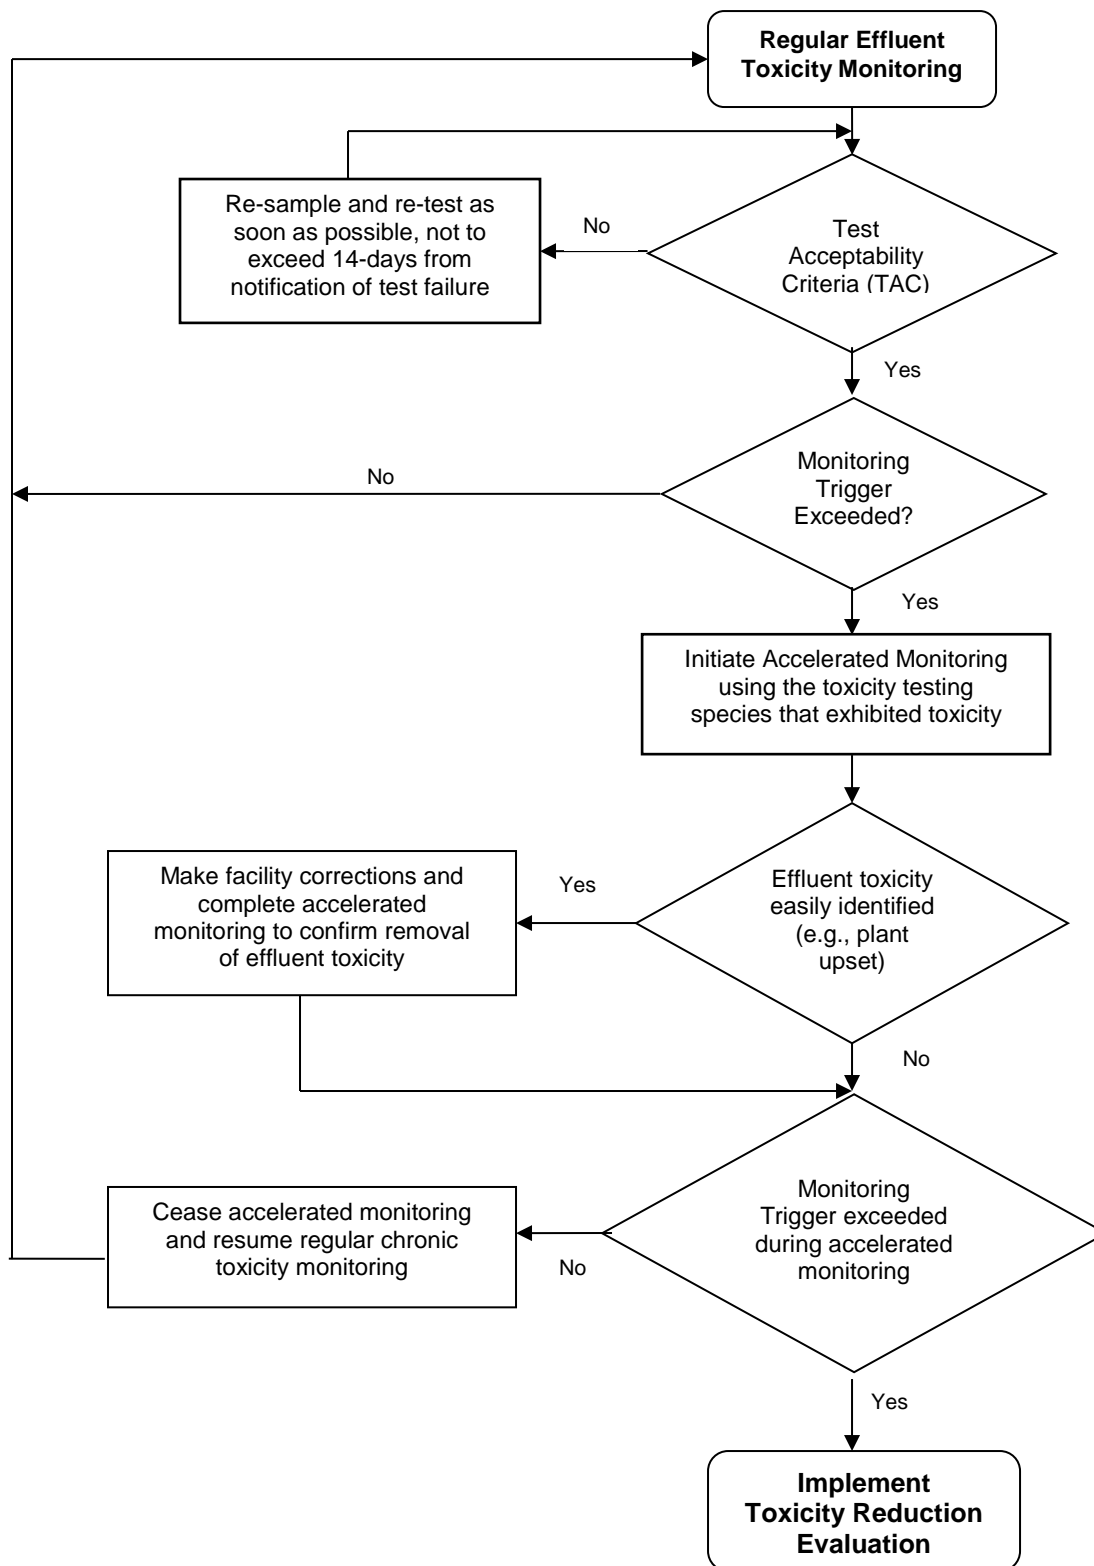 Regular Effluent
Toxicity Monitoring
Re-sample and re-test as
soon as possible, not to
exceed 14-days from
notification of test failure
No
Test
Acceptability
Criteria (TAC)
Yes
Monitoring
Trigger
Exceeded?
No
Yes
Initiate Accelerated Monitoring
using the toxicity testing
species that exhibited toxicity
Make facility corrections and
complete accelerated
monitoring to confirm removal
of effluent toxicity
Yes
Effluent toxicity
easily identified
(e.g., plant
upset)
No
Cease accelerated monitoring
and resume regular chronic
toxicity monitoring
No
Monitoring
Trigger exceeded
during accelerated
monitoring
Yes
Implement
Toxicity Reduction
Evaluation